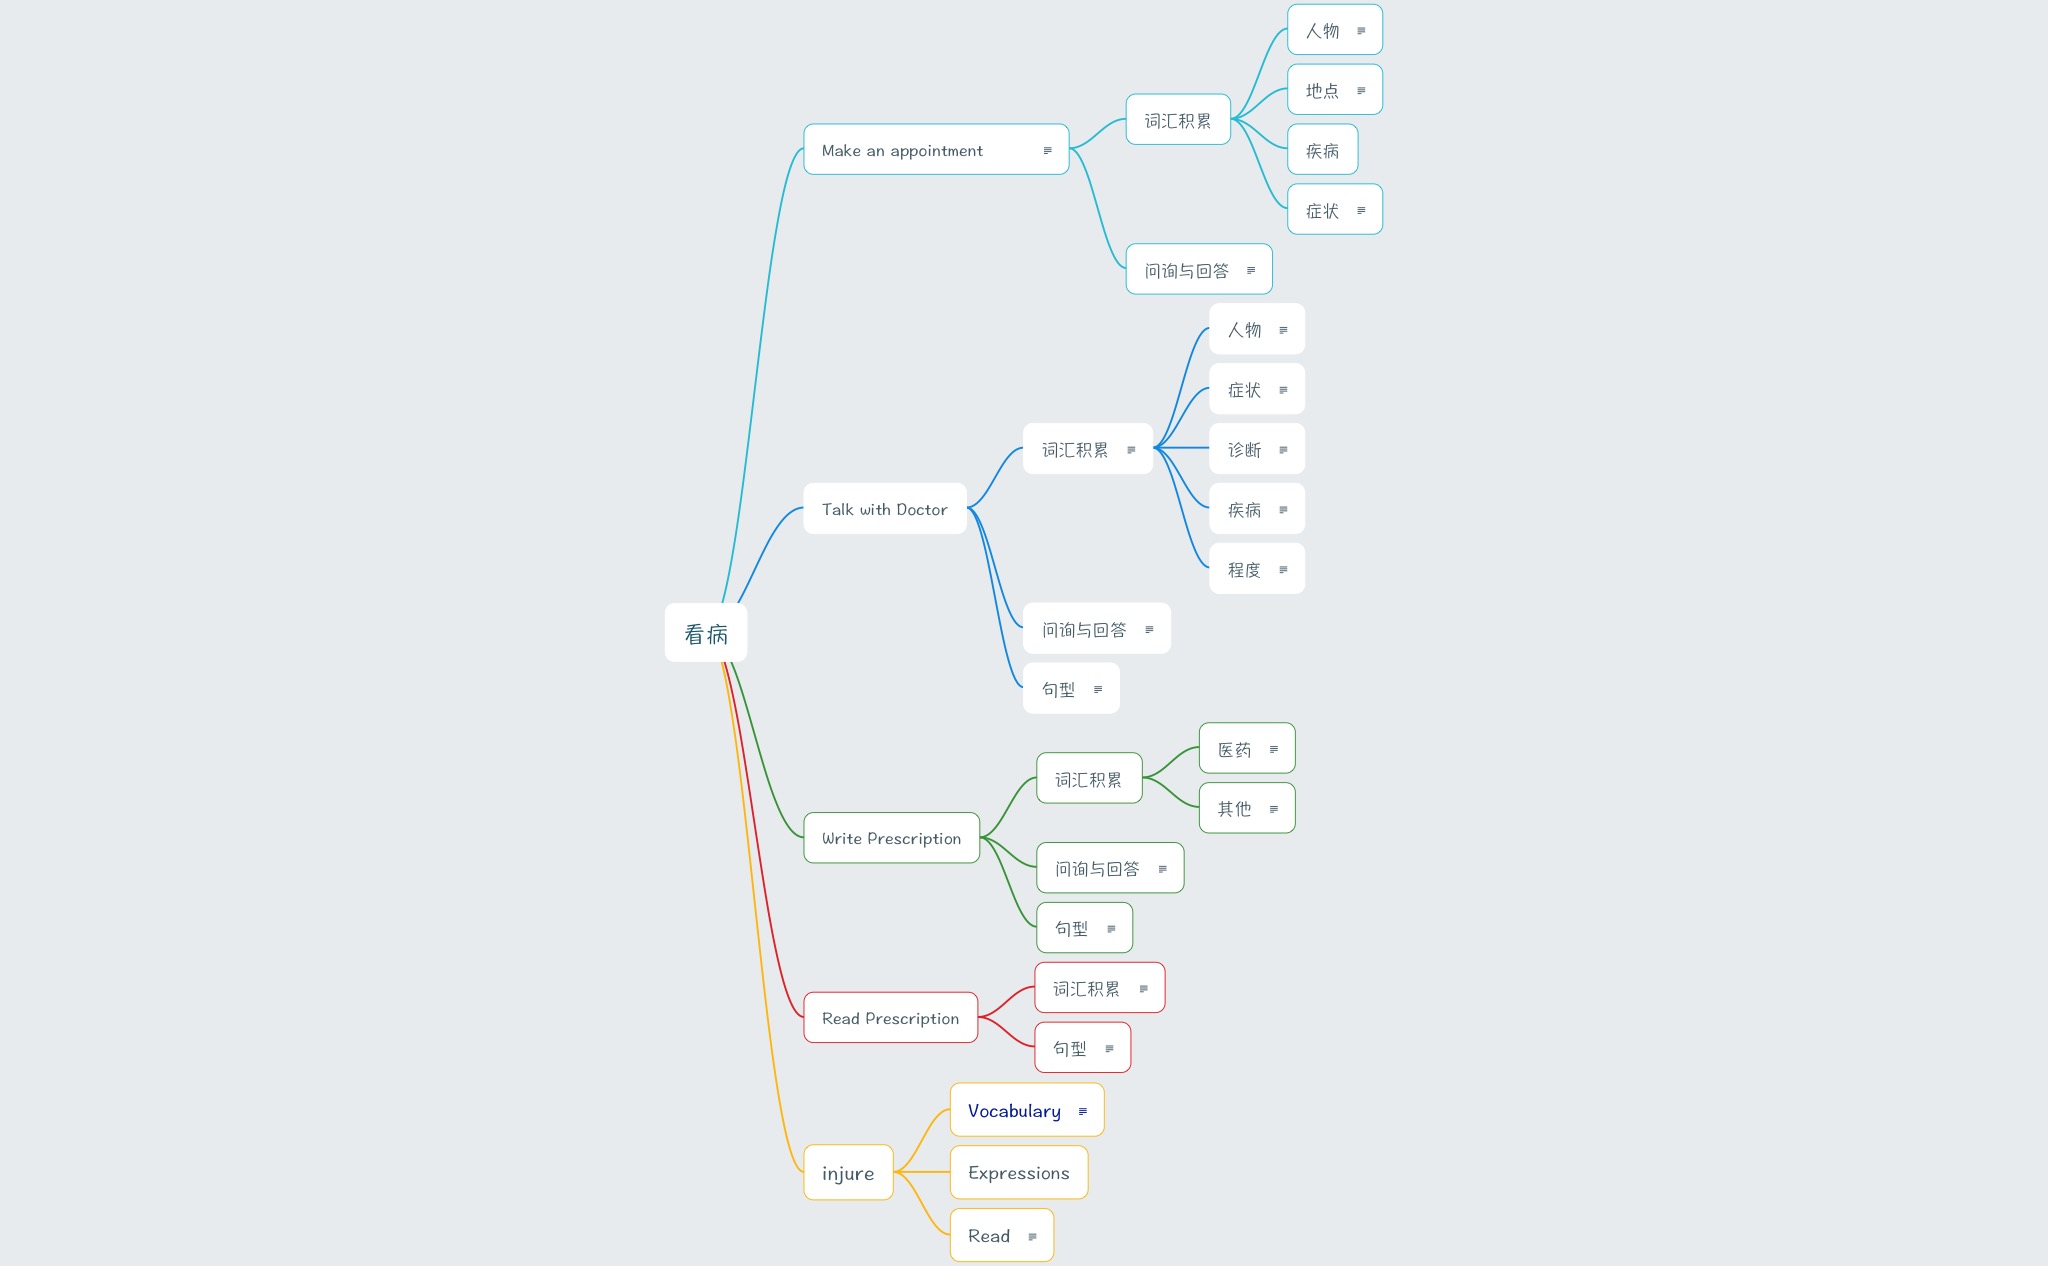 看病
Make an appointment
词汇积累
人物
地点
疾病
症状
问询与回答
Talk with Doctor
词汇积累
人物
症状
诊断
疾病
程度
问询与回答
句型
Write Prescription
词汇积累
医药
其他
问询与回答
句型
Read Prescription
词汇积累
句型
injure
Vocabulary
Expressions
Read